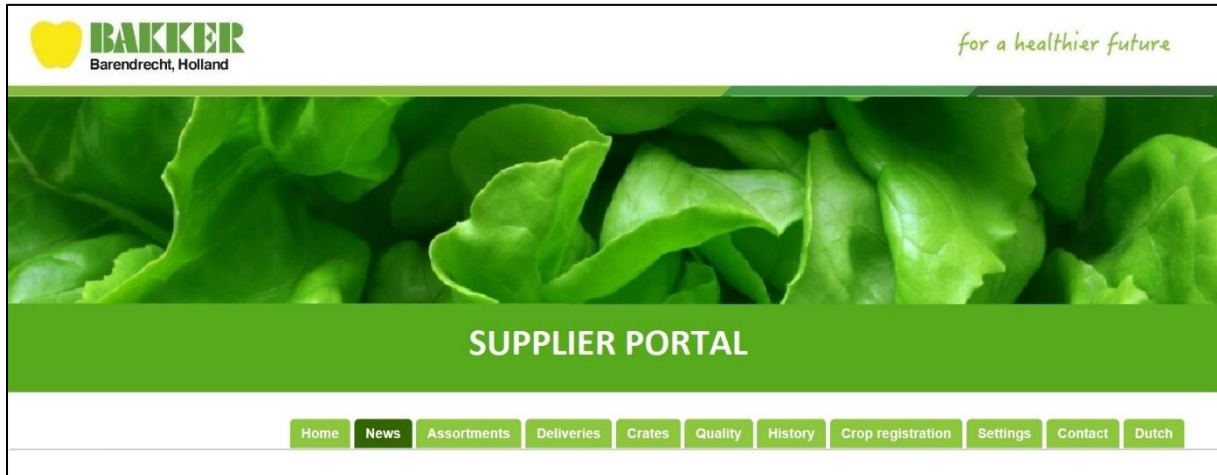 BAKKER
Barendrecht, Holland
for a healthier future
SUPPLIER PORTAL
Home News Assortments Deliveries Crates Quality History Crop registration Settings Contact Dutch